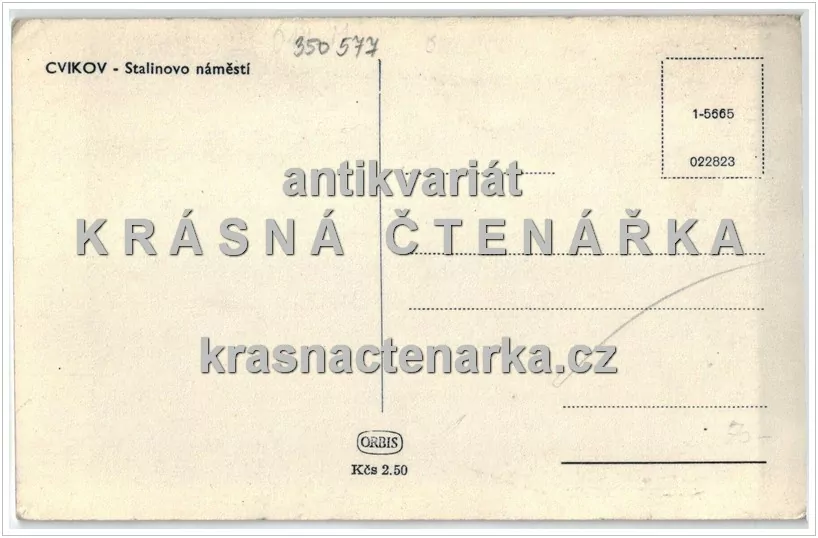 350 577
CVIKOV - Stalinovo náměstí
1-5665
022823
antikvariát
KRÁSNÁ ČTENÁŘKA
krasnactenarka.cz
ORBIS
Kčs 2.50